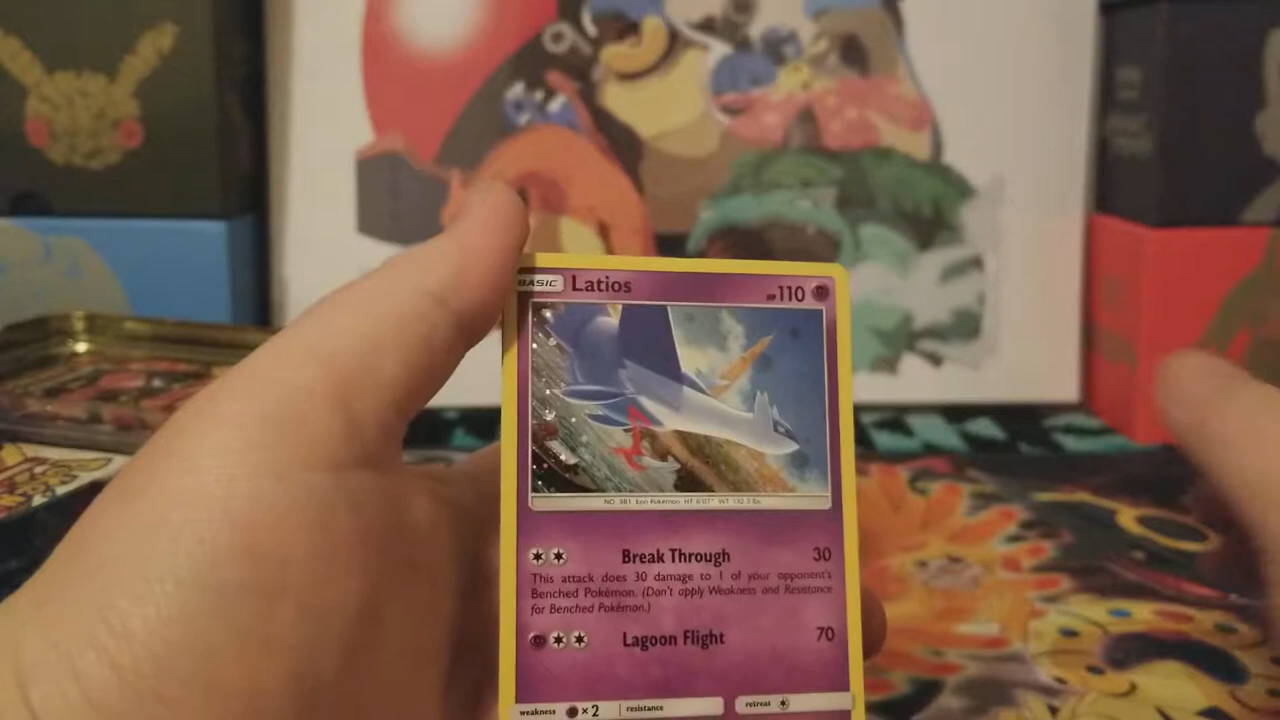 BASIC Latios HP110
NO. 381 Eon Pokémon HT: 6'07" WT: 132.3 lbs.
Break Through 30
This attack does 30 damage to 1 of your opponent's
Benched Pokémon. (Don't apply Weakness and Resistance
for Benched Pokémon.)
Lagoon Flight 70
weakness ×2 resistance retreat